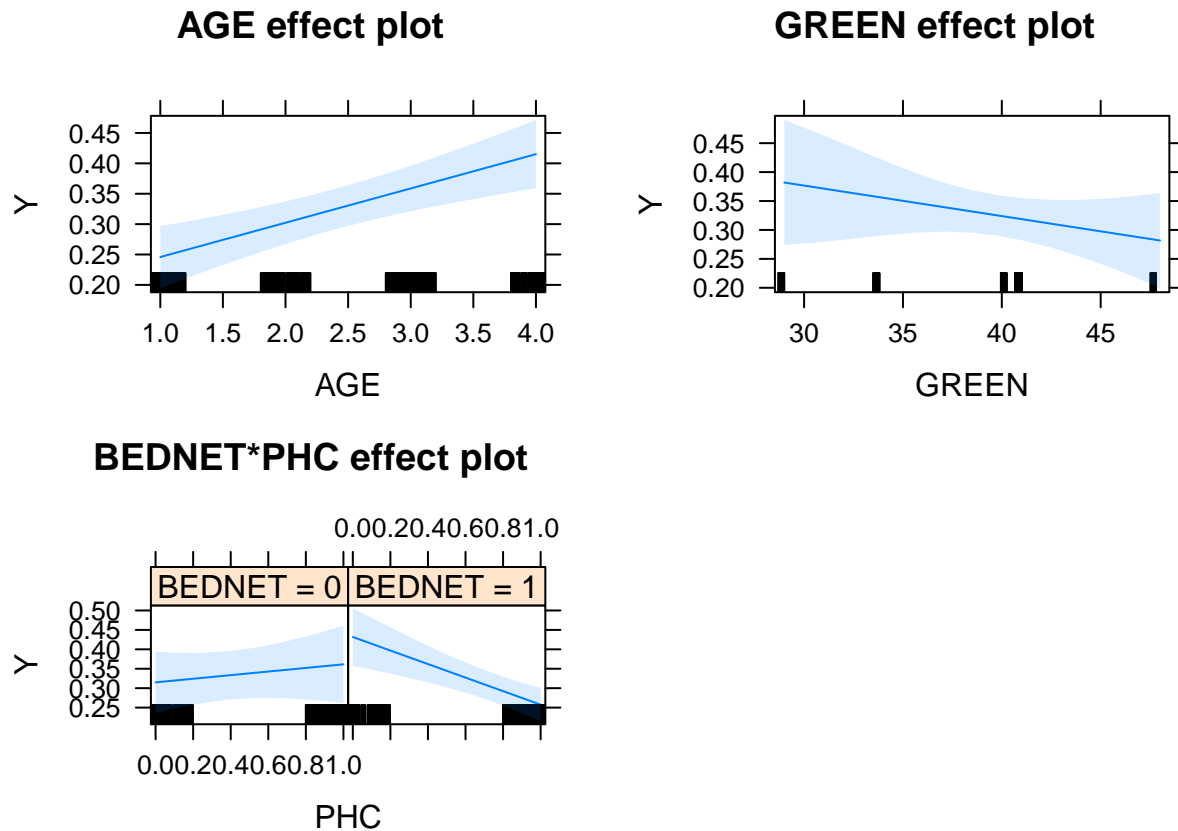 AGE effect plot
Y
0.45
0.40
0.35
0.30
0.25
0.20
1.0 1.5 2.0 2.5 3.0 3.5 4.0
AGE
GREEN effect plot
Y
0.45
0.40
0.35
0.30
0.25
0.20
30 35 40 45
GREEN
BEDNET*PHC effect plot
0.00.20.40.60.81.0
BEDNET = 0 BEDNET = 1
Y
0.50
0.45
0.40
0.35
0.30
0.25
0.00.20.40.60.81.0
PHC